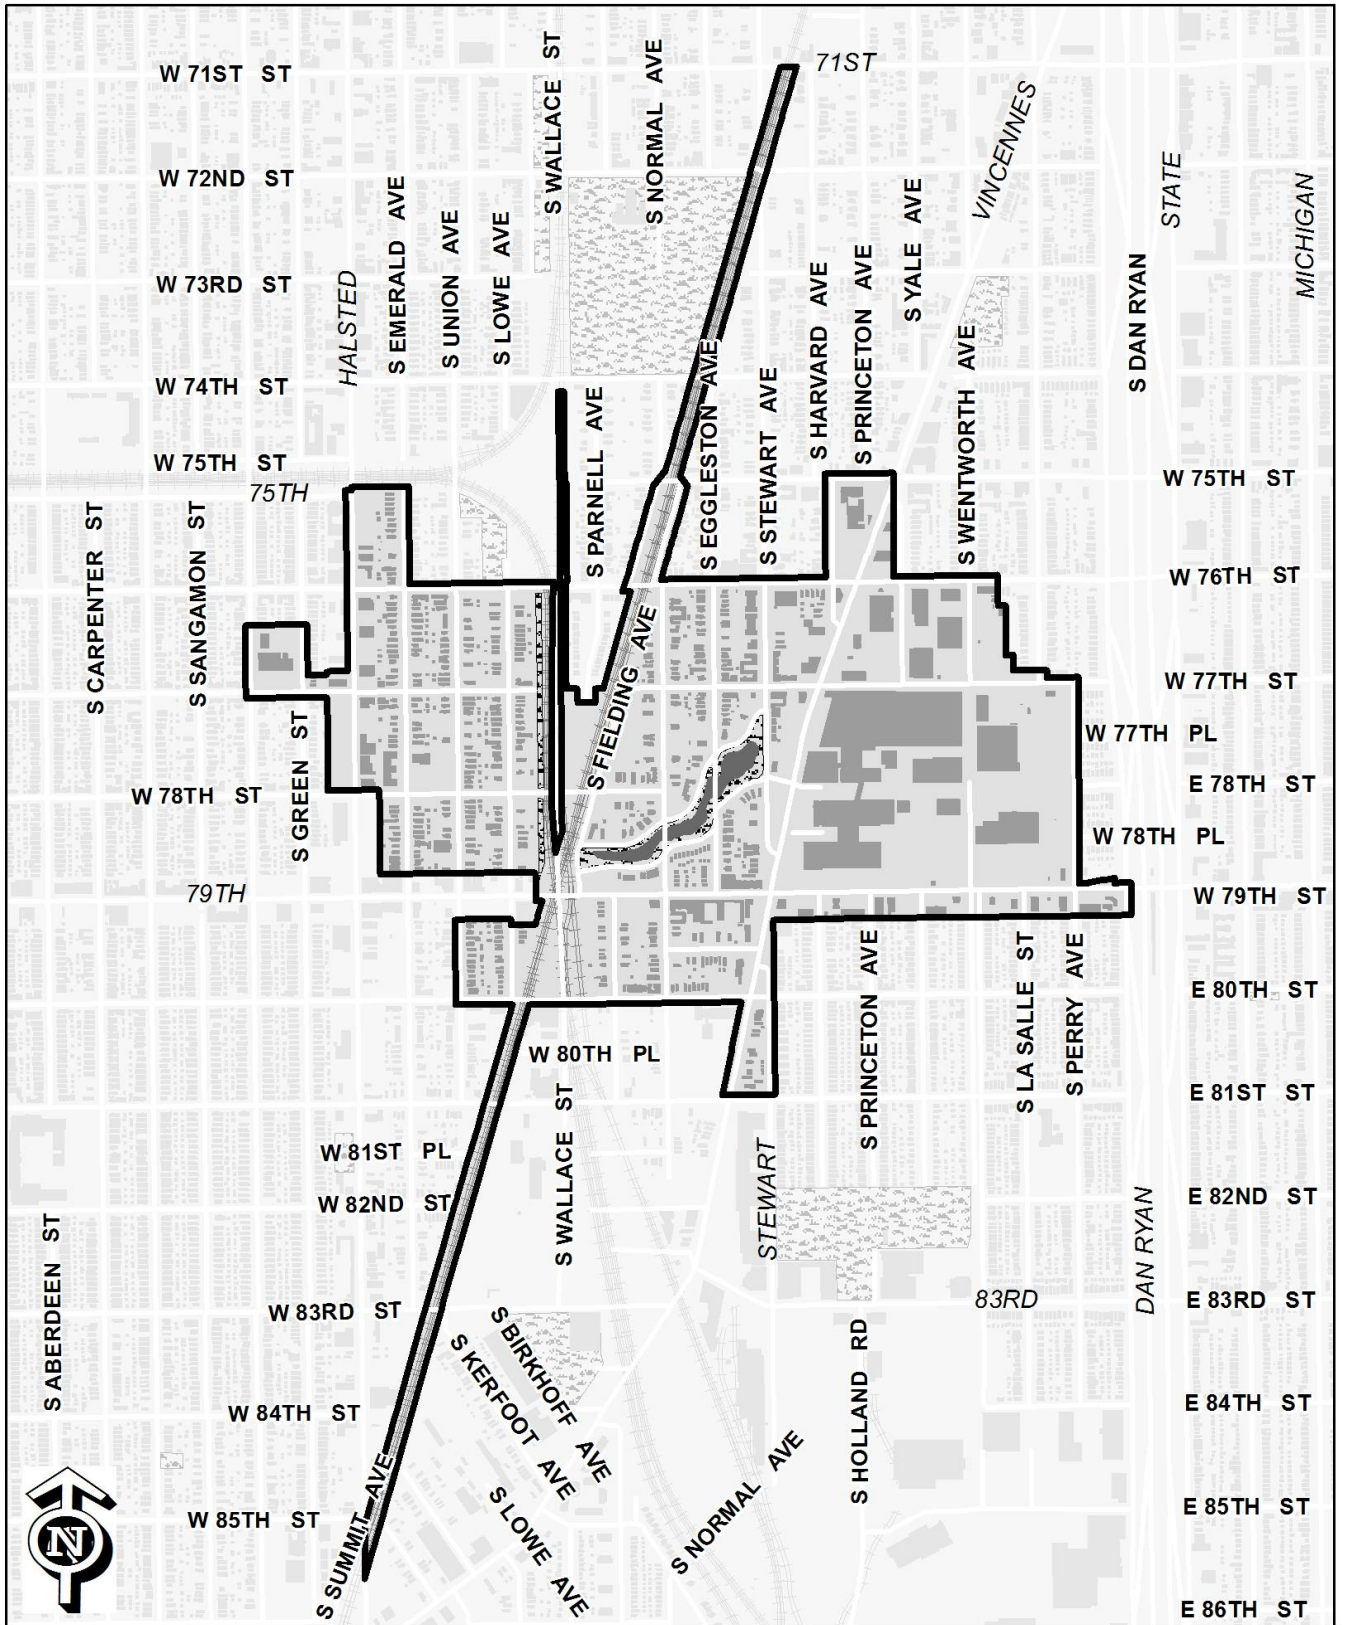 W 71ST ST
S WALLACE ST
S NORMAL AVE
71ST
VINCENNES
W 72ND ST
S EMERALD AVE
S UNION AVE
S LOWE AVE
S YALE AVE
STATE
MICHIGAN
W 73RD ST
HALSTED
S HARVARD AVE
S PRINCETON AVE
S DAN RYAN
W 74TH ST
S PARNELL AVE
S EGGLESTON AVE
S STEWART AVE
S WENTWORTH AVE
W 75TH ST
75TH
W 75TH ST
S CARPENTER ST
S SANGAMON ST
W 76TH ST
S FIELDING AVE
W 77TH ST
S GREEN ST
W 77TH PL
W 78TH ST
E 78TH ST
W 78TH PL
79TH
W 79TH ST
S PRINCETON AVE
S LA SALLE ST
S PERRY AVE
E 80TH ST
W 80TH PL
S WALLACE ST
E 81ST ST
W 81ST PL
STEWART
W 82ND ST
E 82ND ST
S ABERDEEN ST
DAN RYAN
W 83RD ST
83RD
E 83RD ST
S BIRKHOFF AVE
S KERFOOT AVE
S HOLLAND RD
W 84TH ST
E 84TH ST
S SUMMIT AVE
S LOWE AVE
S NORMAL AVE
W 85TH ST
E 85TH ST
N
E 86TH ST